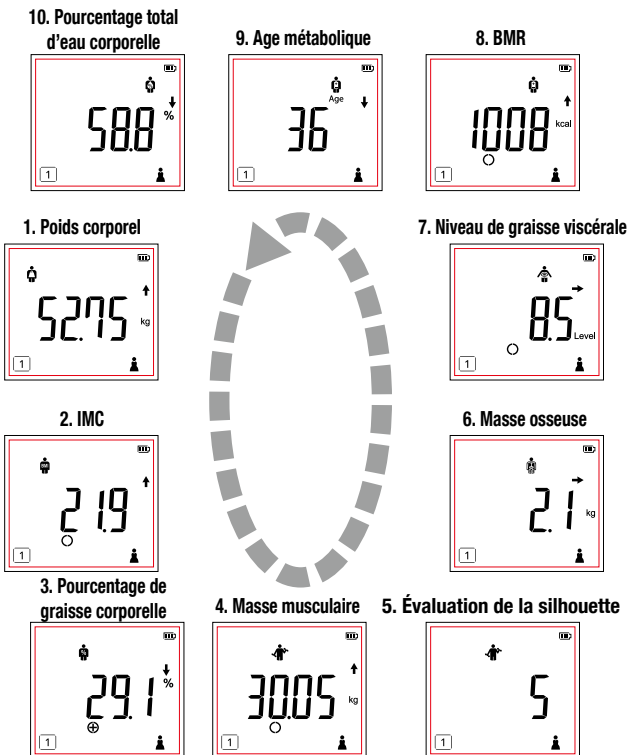 10. Pourcentage total
d'eau corporelle
58.8
%
1
9. Age métabolique
Age
36
1
8. BMR
1008
kcal
1
1. Poids corporel
52.75
kg
1
7. Niveau de graisse viscérale
8.5
Level
1
2. IMC
BMI
21.9
1
6. Masse osseuse
2.1
kg
1
3. Pourcentage de
graisse corporelle
%
29.1
%
1
4. Masse musculaire
30.05
kg
1
5. Évaluation de la silhouette
5
1